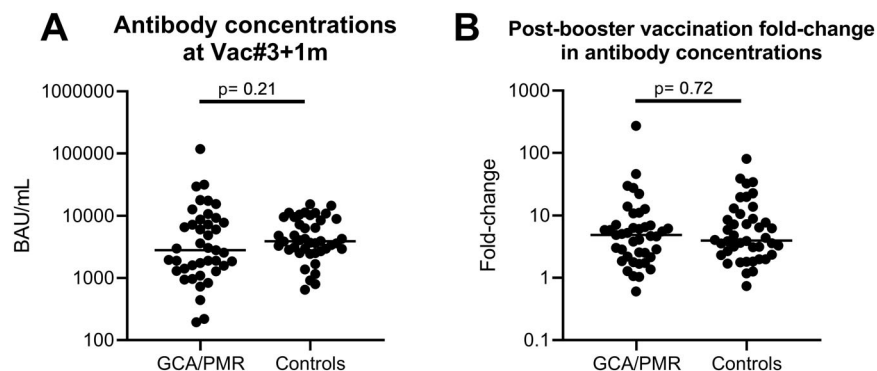 A
Antibody concentrations
at Vac#3+1m
p= 0.21
BAU/mL
1000000
100000
10000
1000
100
GCA/PMR
Controls
B
Post-booster vaccination fold-change
in antibody concentrations
p= 0.72
Fold-change
1000
100
10
1
0.1
GCA/PMR
Controls